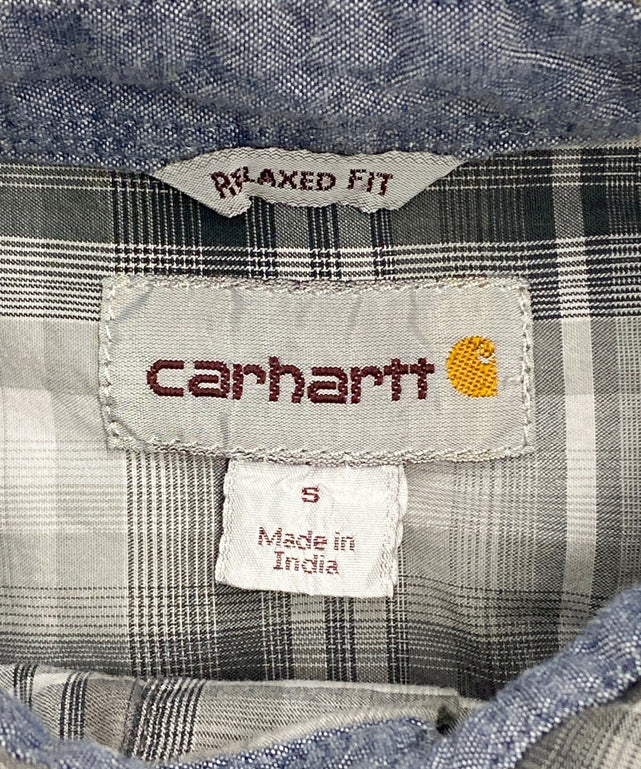 RELAXED FIT
carhartt
S
Made in
India